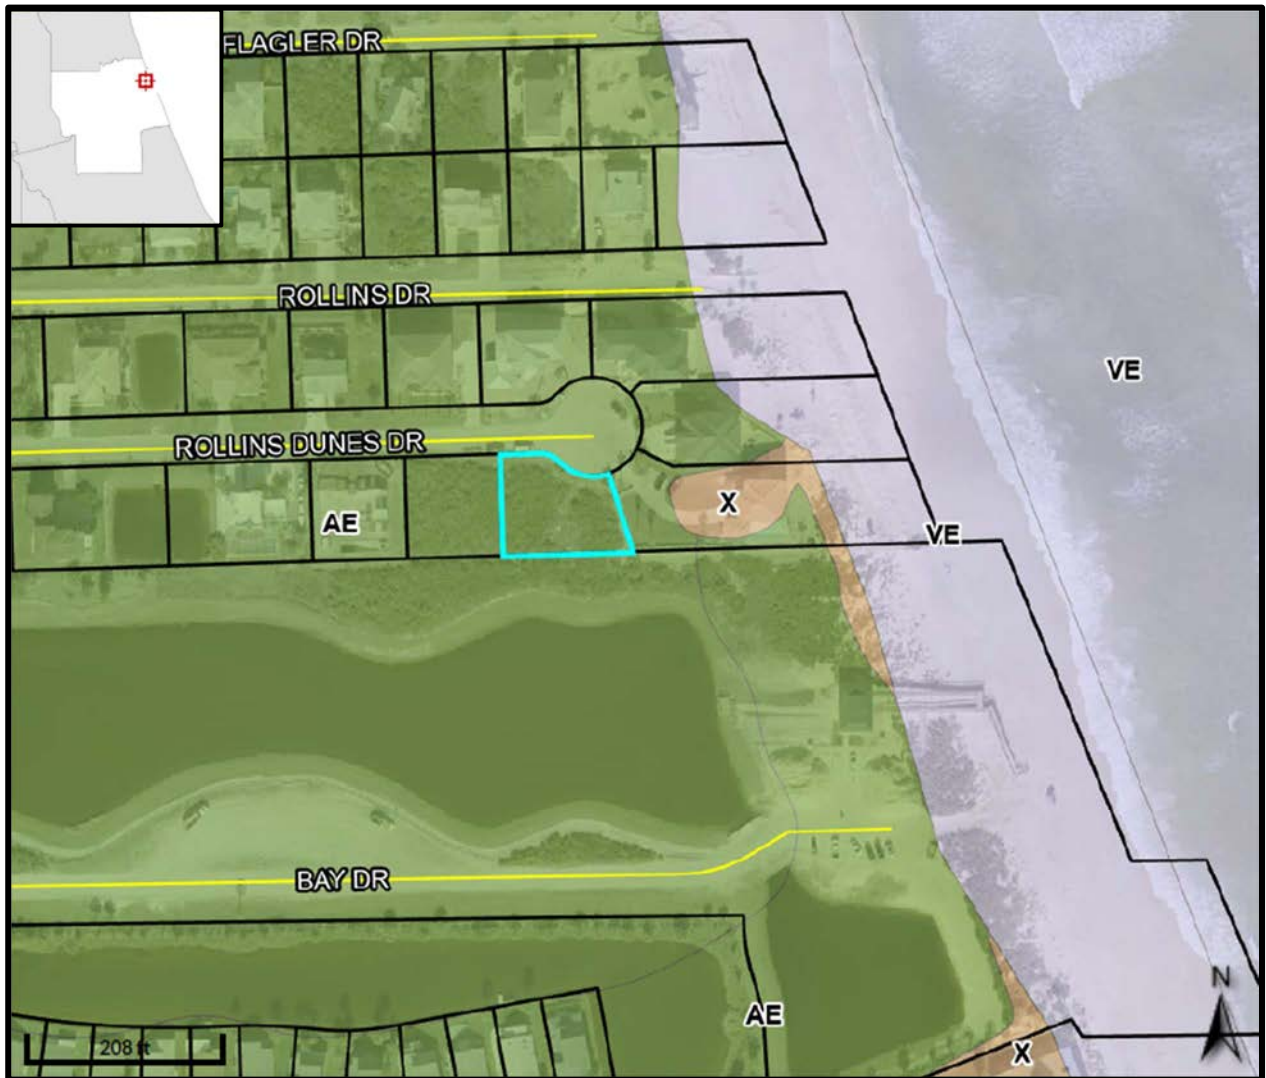 FLAGLER DR
ROLLINS DR
VE
ROLLINS DUNES DR
X
AE
VE
BAY DR
N
AE
208 ft
X